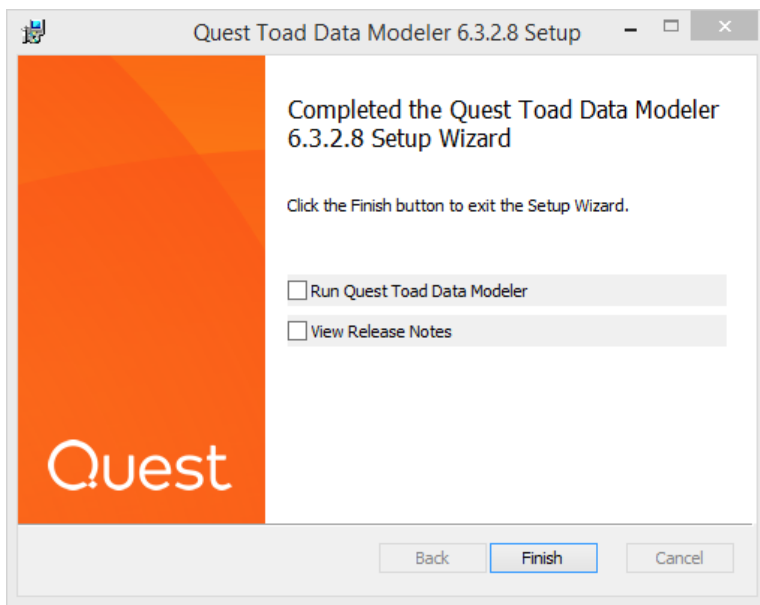 Quest Toad Data Modeler 6.3.2.8 Setup
Completed the Quest Toad Data Modeler
6.3.2.8 Setup Wizard
Click the Finish button to exit the Setup Wizard.
Run Quest Toad Data Modeler
View Release Notes
Quest
Back Finish Cancel